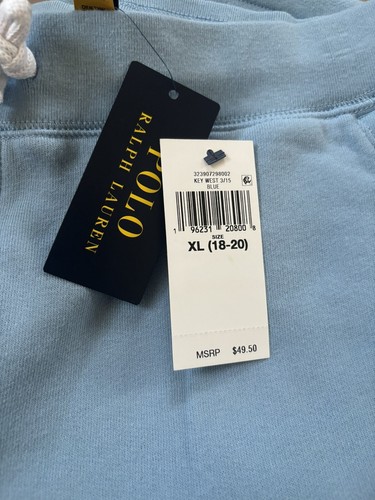 POLO
RALPH LAUREN
323907298002
KEY WEST 3/15
BLUE
1 96231 20800 8
SIZE
XL (18-20)
MSRP $49.50